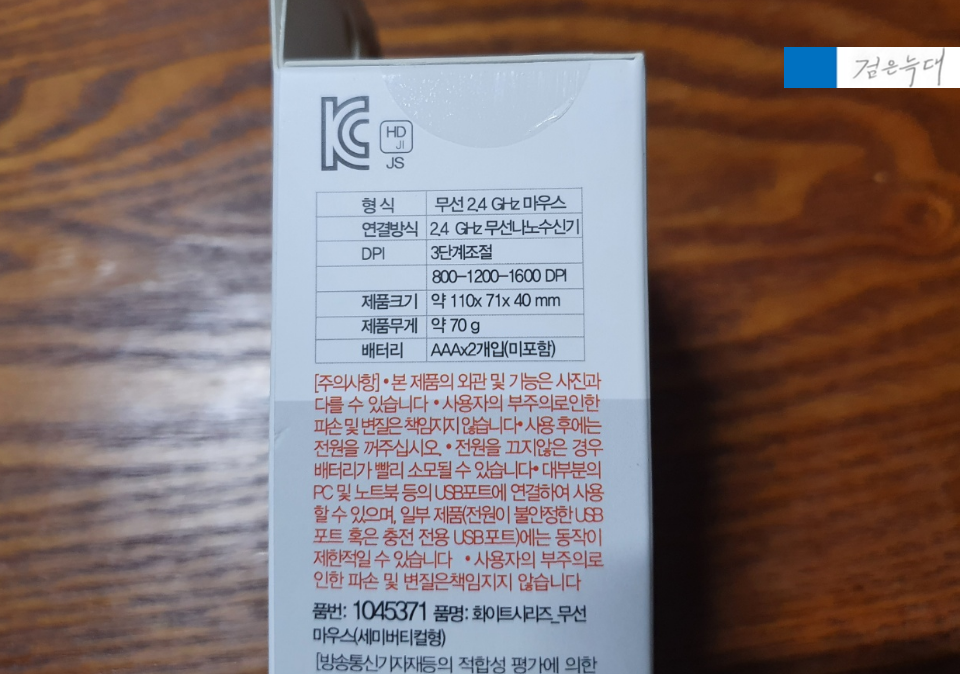 검은늑대
KC
HD
JI
JS
형 식 무선 2.4 GHz 마우스
연결방식 2.4 GHz 무선나노수신기
DPI 3단계조절
800-1200-1600 DPI
제품크기 약 110x 71x 40 mm
제품무게 약 70 g
배터리 AAAx2개입(미포함)
[주의사항] • 본 제품의 외관 및 기능은 사진과
다를 수 있습니다 • 사용자의 부주의로인한
파손 및 변질은 책임지지 않습니다• 사용 후에는
전원을 꺼주십시오. • 전원을 끄지않은 경우
배터리가 빨리 소모될 수 있습니다• 대부분의
PC 및 노트북 등의 USB포트에 연결하여 사용
할 수 있으며, 일부 제품(전원이 불안정한 USB
포트 혹은 충전 전용 USB포트)에는 동작이
제한적일 수 있습니다 • 사용자의 부주의로
인한 파손 및 변질은책임지지 않습니다
품번: 1045371 품명: 화이트시리즈_무선
마우스(세미버티컬형)
[방송통신기자재등의 적합성 평가에 의한